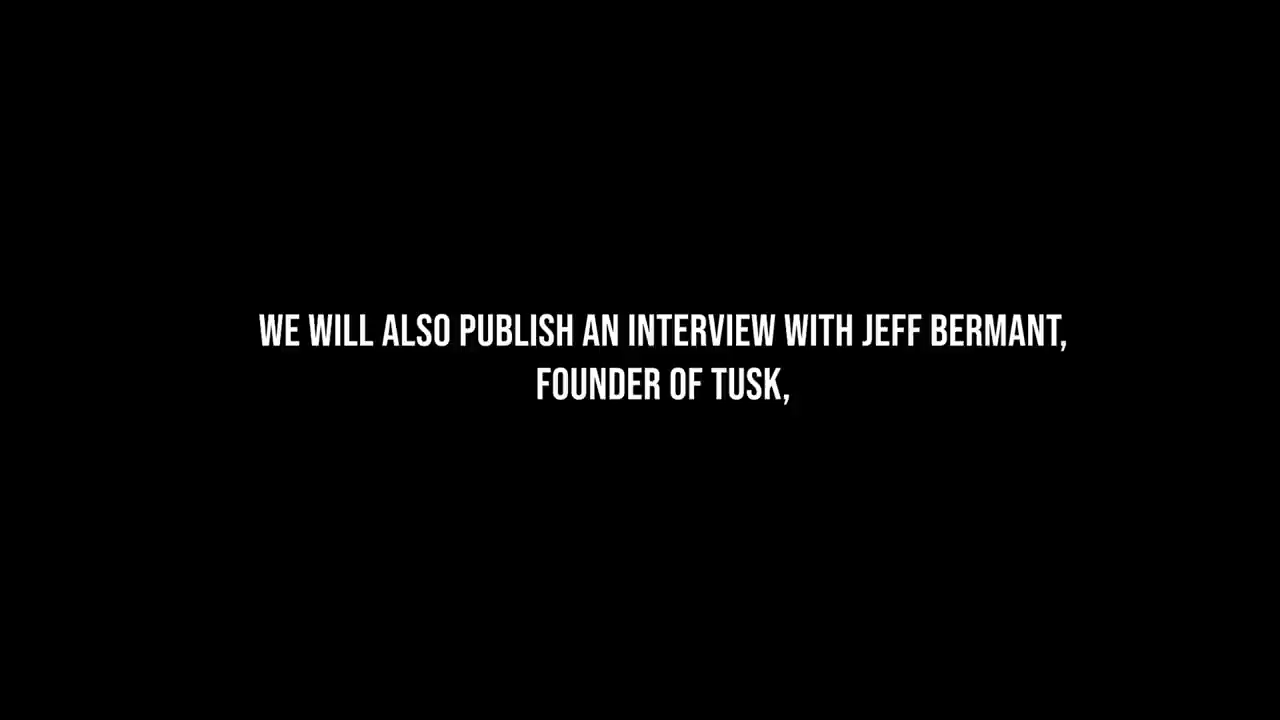 WE WILL ALSO PUBLISH AN INTERVIEW WITH JEFF BERMANT,
FOUNDER OF TUSK,